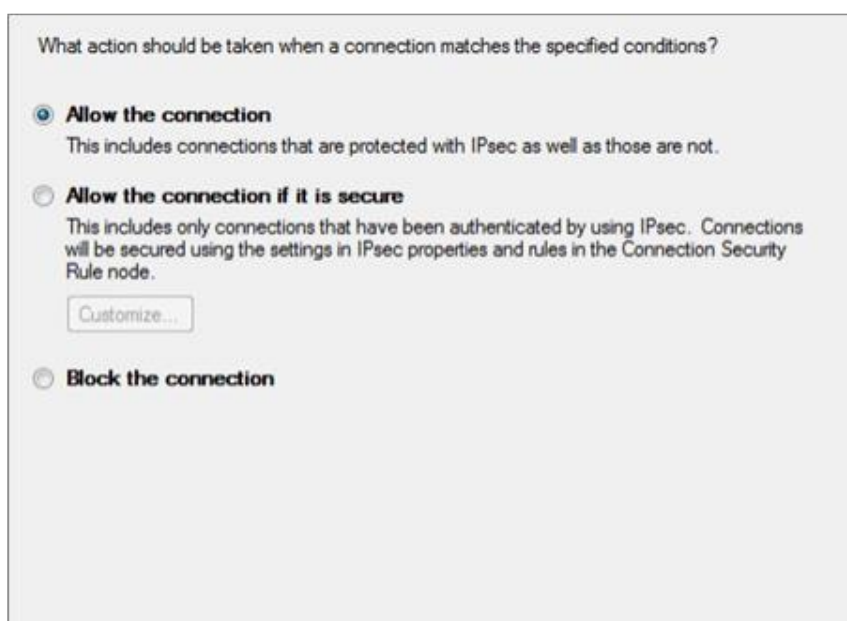 What action should be taken when a connection matches the specified conditions?
Allow the connection
This includes connections that are protected with IPsec as well as those are not.
Allow the connection if it is secure
This includes only connections that have been authenticated by using IPsec. Connections
will be secured using the settings in IPsec properties and rules in the Connection Security
Rule node.
Customize...
Block the connection